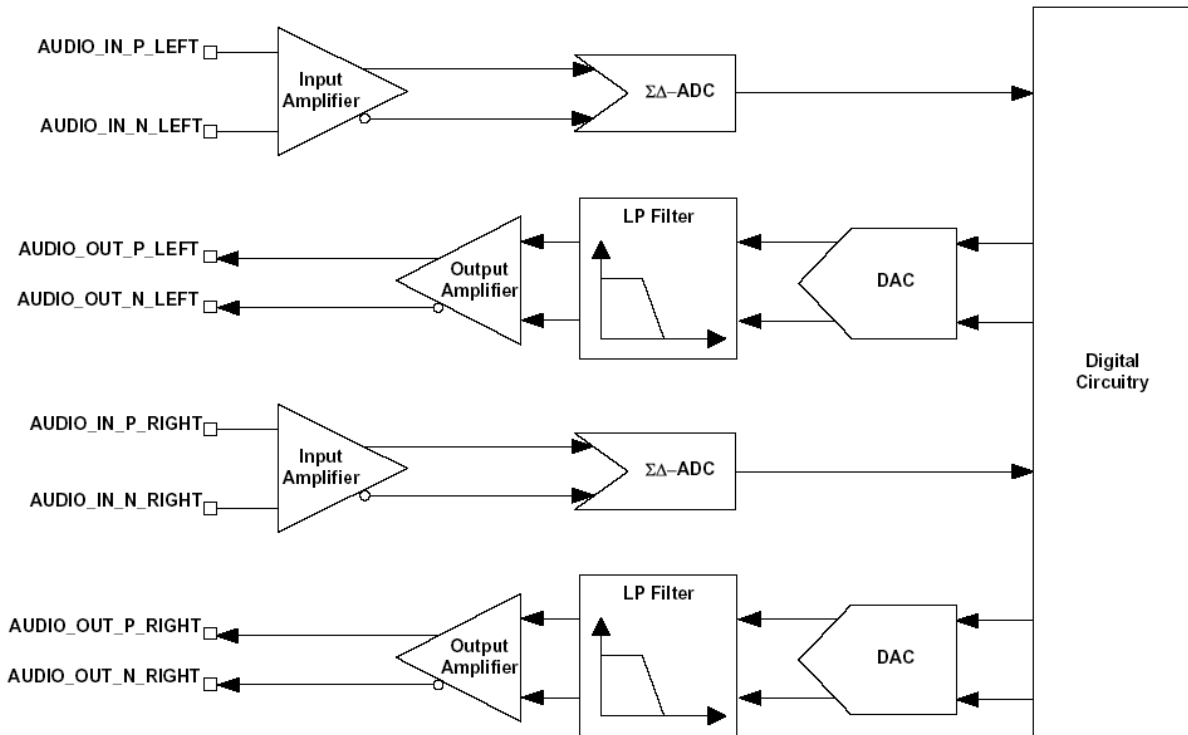 AUDIO_IN_P_LEFT
Input
Amplifier
ΣΔ–ADC
AUDIO_IN_N_LEFT
LP Filter
AUDIO_OUT_P_LEFT
Output
Amplifier
DAC
AUDIO_OUT_N_LEFT
Digital
Circuitry
AUDIO_IN_P_RIGHT
Input
Amplifier
ΣΔ–ADC
AUDIO_IN_N_RIGHT
LP Filter
AUDIO_OUT_P_RIGHT
Output
Amplifier
DAC
AUDIO_OUT_N_RIGHT